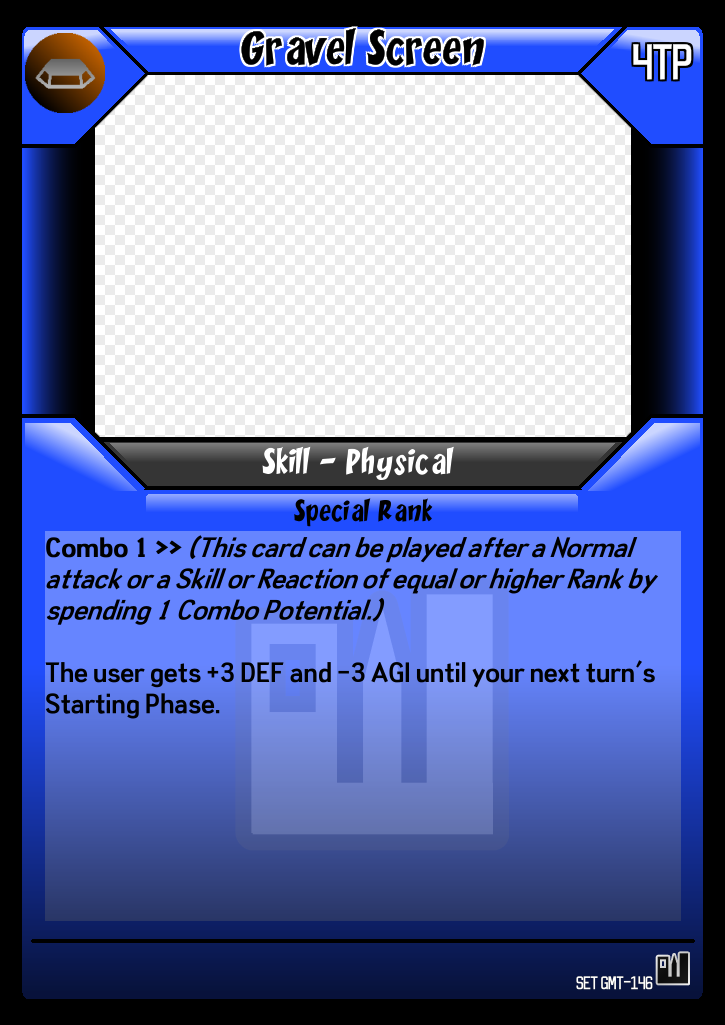 Gravel Screen
4TP
Skill - Physical
Special Rank
Combo 1 >> (This card can be played after a Normal
attack or a Skill or Reaction of equal or higher Rank by
spending 1 Combo Potential.)
The user gets +3 DEF and -3 AGI until your next turn's
Starting Phase.
SET GMT-146